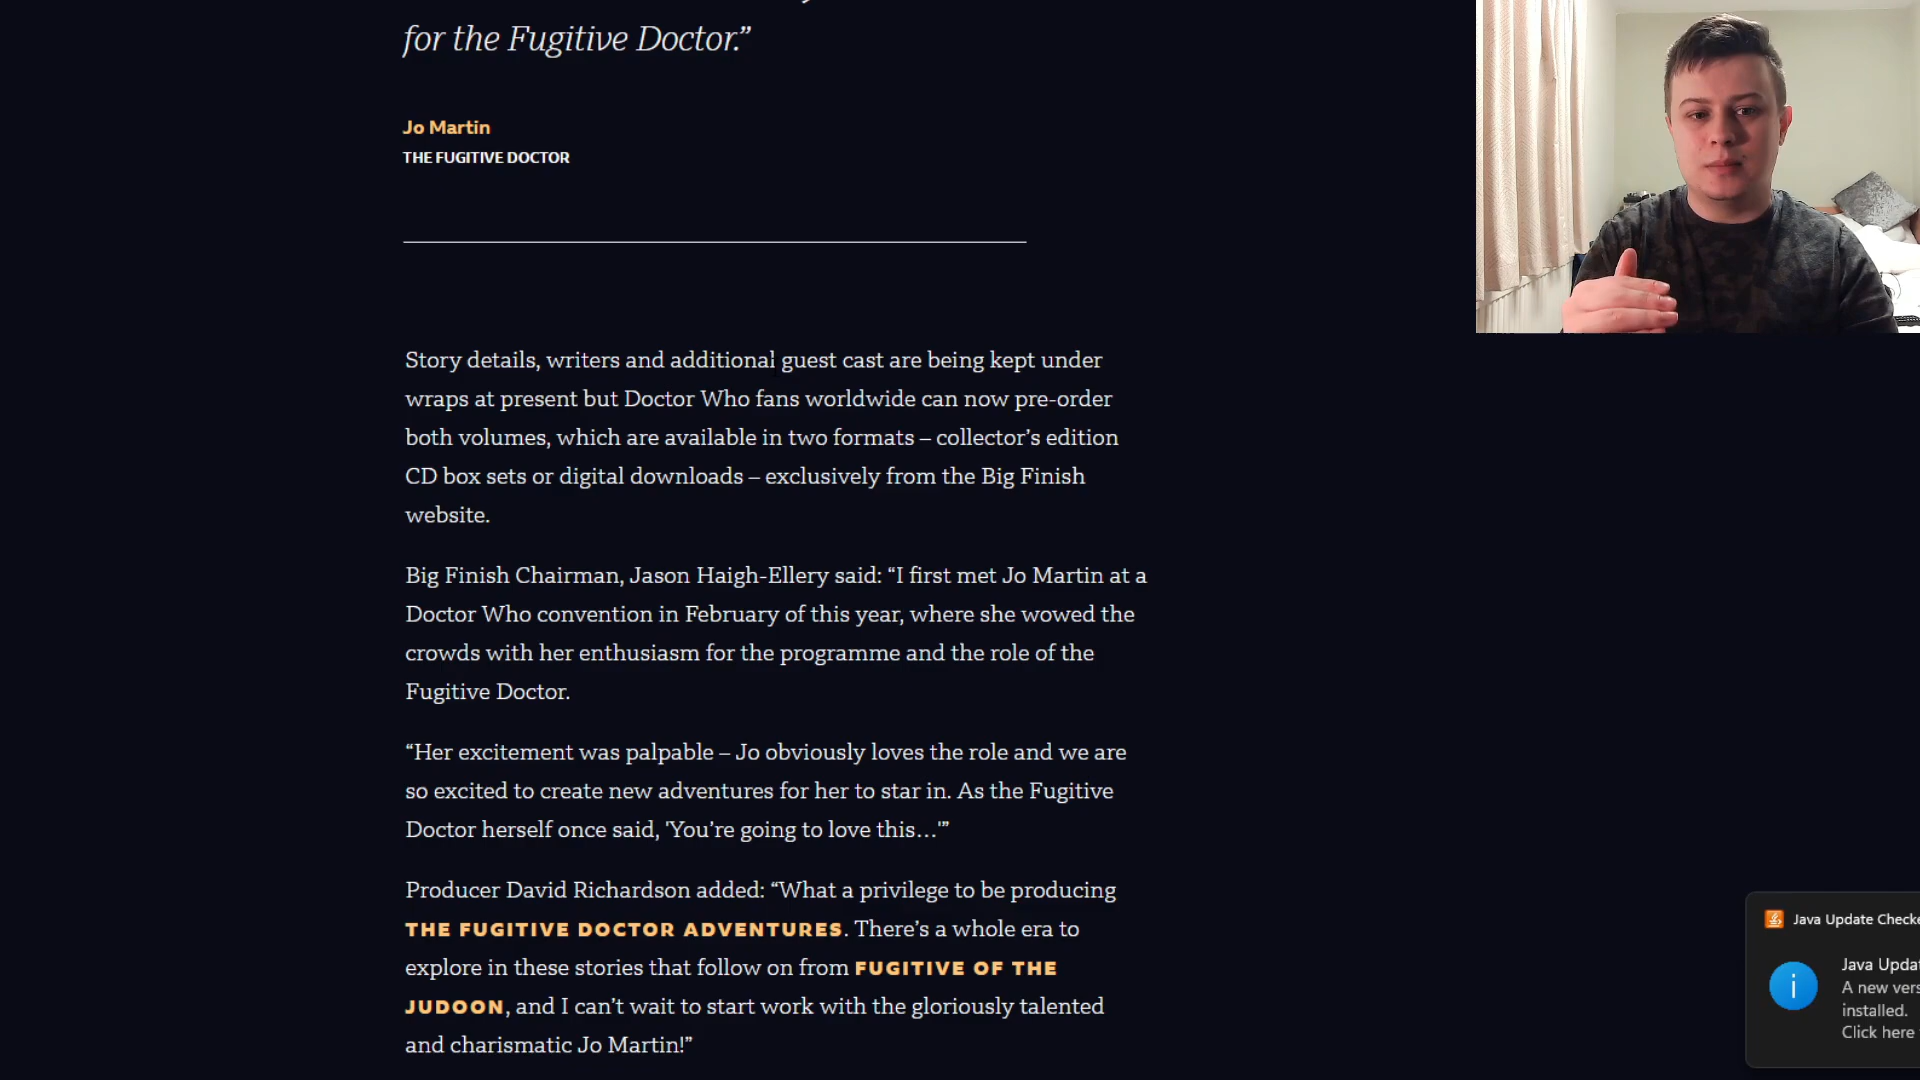 for the Fugitive Doctor.”
Jo Martin
THE FUGITIVE DOCTOR
Story details, writers and additional guest cast are being kept under
wraps at present but Doctor Who fans worldwide can now pre-order
both volumes, which are available in two formats – collector’s edition
CD box sets or digital downloads – exclusively from the Big Finish
website.
Big Finish Chairman, Jason Haigh-Ellery said: “I first met Jo Martin at a
Doctor Who convention in February of this year, where she wowed the
crowds with her enthusiasm for the programme and the role of the
Fugitive Doctor.
“Her excitement was palpable – Jo obviously loves the role and we are
so excited to create new adventures for her to star in. As the Fugitive
Doctor herself once said, 'You’re going to love this…'”
Producer David Richardson added: “What a privilege to be producing
THE FUGITIVE DOCTOR ADVENTURES. There’s a whole era to
explore in these stories that follow on from FUGITIVE OF THE
JUDOON, and I can’t wait to start work with the gloriously talented
and charismatic Jo Martin!”
Java Update Checke
Java Updat
A new vers
installed.
Click here